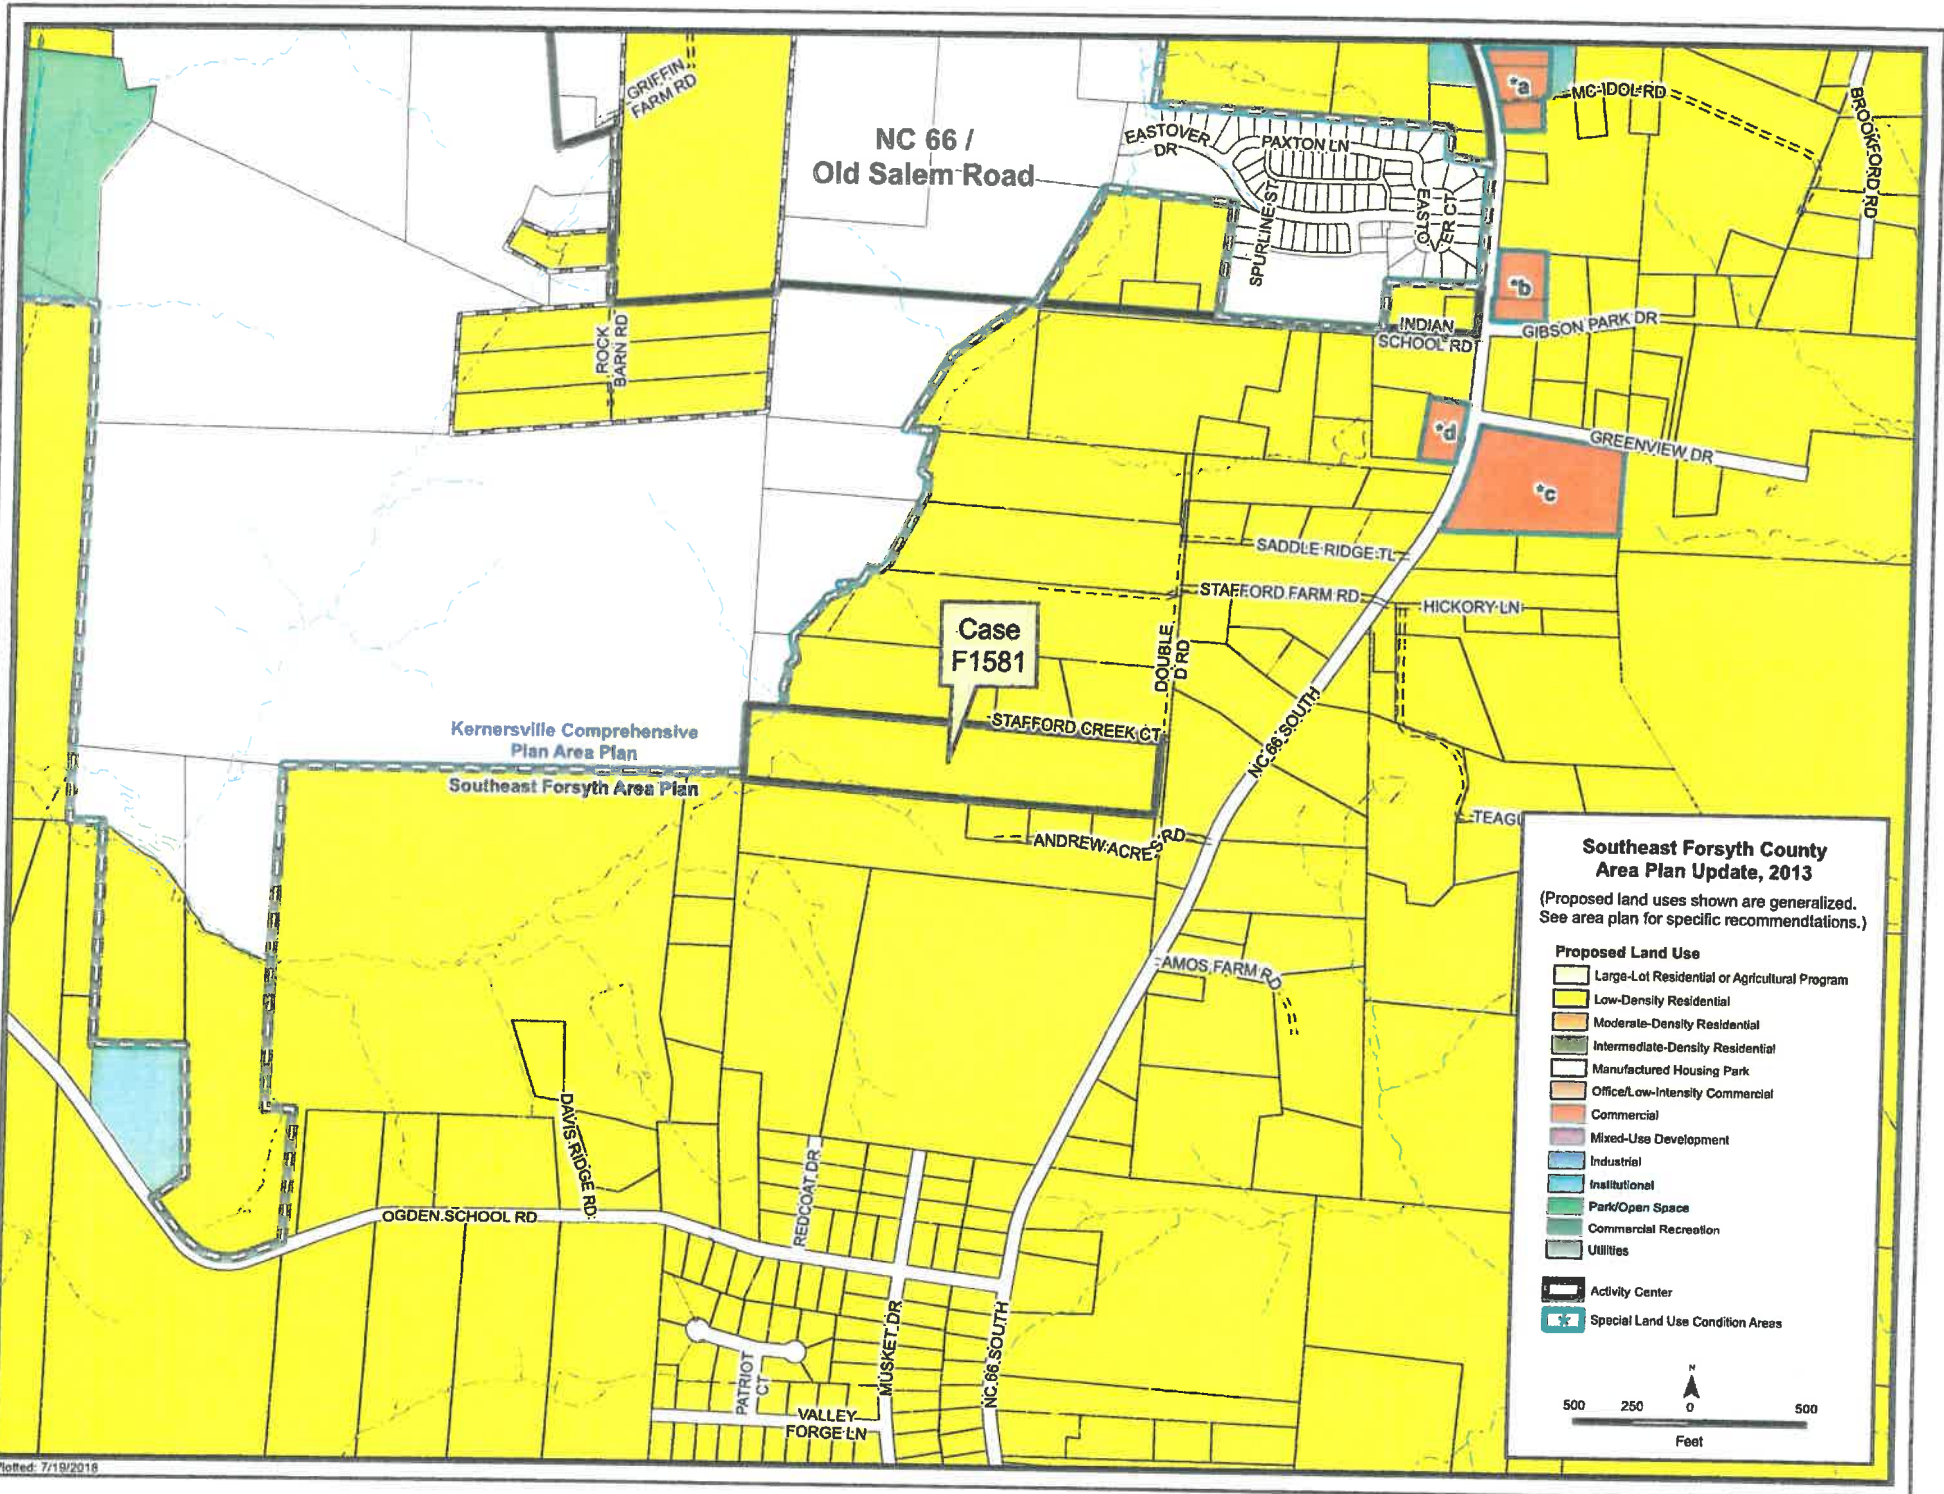 GRIFFIN
FARM RD
NC 66 /
Old Salem Road
EASTOVER
DR
PAXTON LN
SPURLINE ST
EASTO
VER CT
*a
MC-IDOL RD
BROOKFORD RD
*b
INDIAN
SCHOOL RD
GIBSON PARK DR
ROCK
BARN RD
*d
GREENVIEW DR
*c
SADDLE RIDGE TL
STAFFORD FARM RD
HICKORY LN
Case
F1581
DOUBLE
D RD
STAFFORD CREEK CT
NC 66 SOUTH
Kernersville Comprehensive
Plan Area Plan
Southeast Forsyth Area Plan
ANDREW ACRES RD
TEAGU
AMOS FARM RD
DAVIS RIDGE RD
REDCOAT DR
OGDEN SCHOOL RD
MUSKET DR
NC 66 SOUTH
PATRIOT
CT
VALLEY
FORGE LN
Southeast Forsyth County
Area Plan Update, 2013
(Proposed land uses shown are generalized.
See area plan for specific recommendtations.)
Proposed Land Use
Large-Lot Residential or Agricultural Program
Low-Density Residential
Moderate-Density Residential
Intermediate-Density Residential
Manufactured Housing Park
Office/Low-Intensity Commercial
Commercial
Mixed-Use Development
Industrial
Institutional
Park/Open Space
Commercial Recreation
Utilities
Activity Center
* Special Land Use Condition Areas
N
500 250 0 500
Feet
Plotted: 7/19/2018